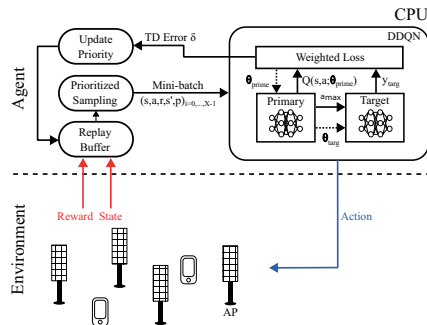 CPU
DDQN
Agent
Update
Priority
TD Error δ
Weighted Loss
θprime
Q(s,a;θprime)
ytarg
Prioritized
Sampling
Mini-batch
(s,a,r,s',p)i=0,...,X-1
Primary
amax
Target
θtarg
Replay
Buffer
Environment
Reward
State
Action
AP